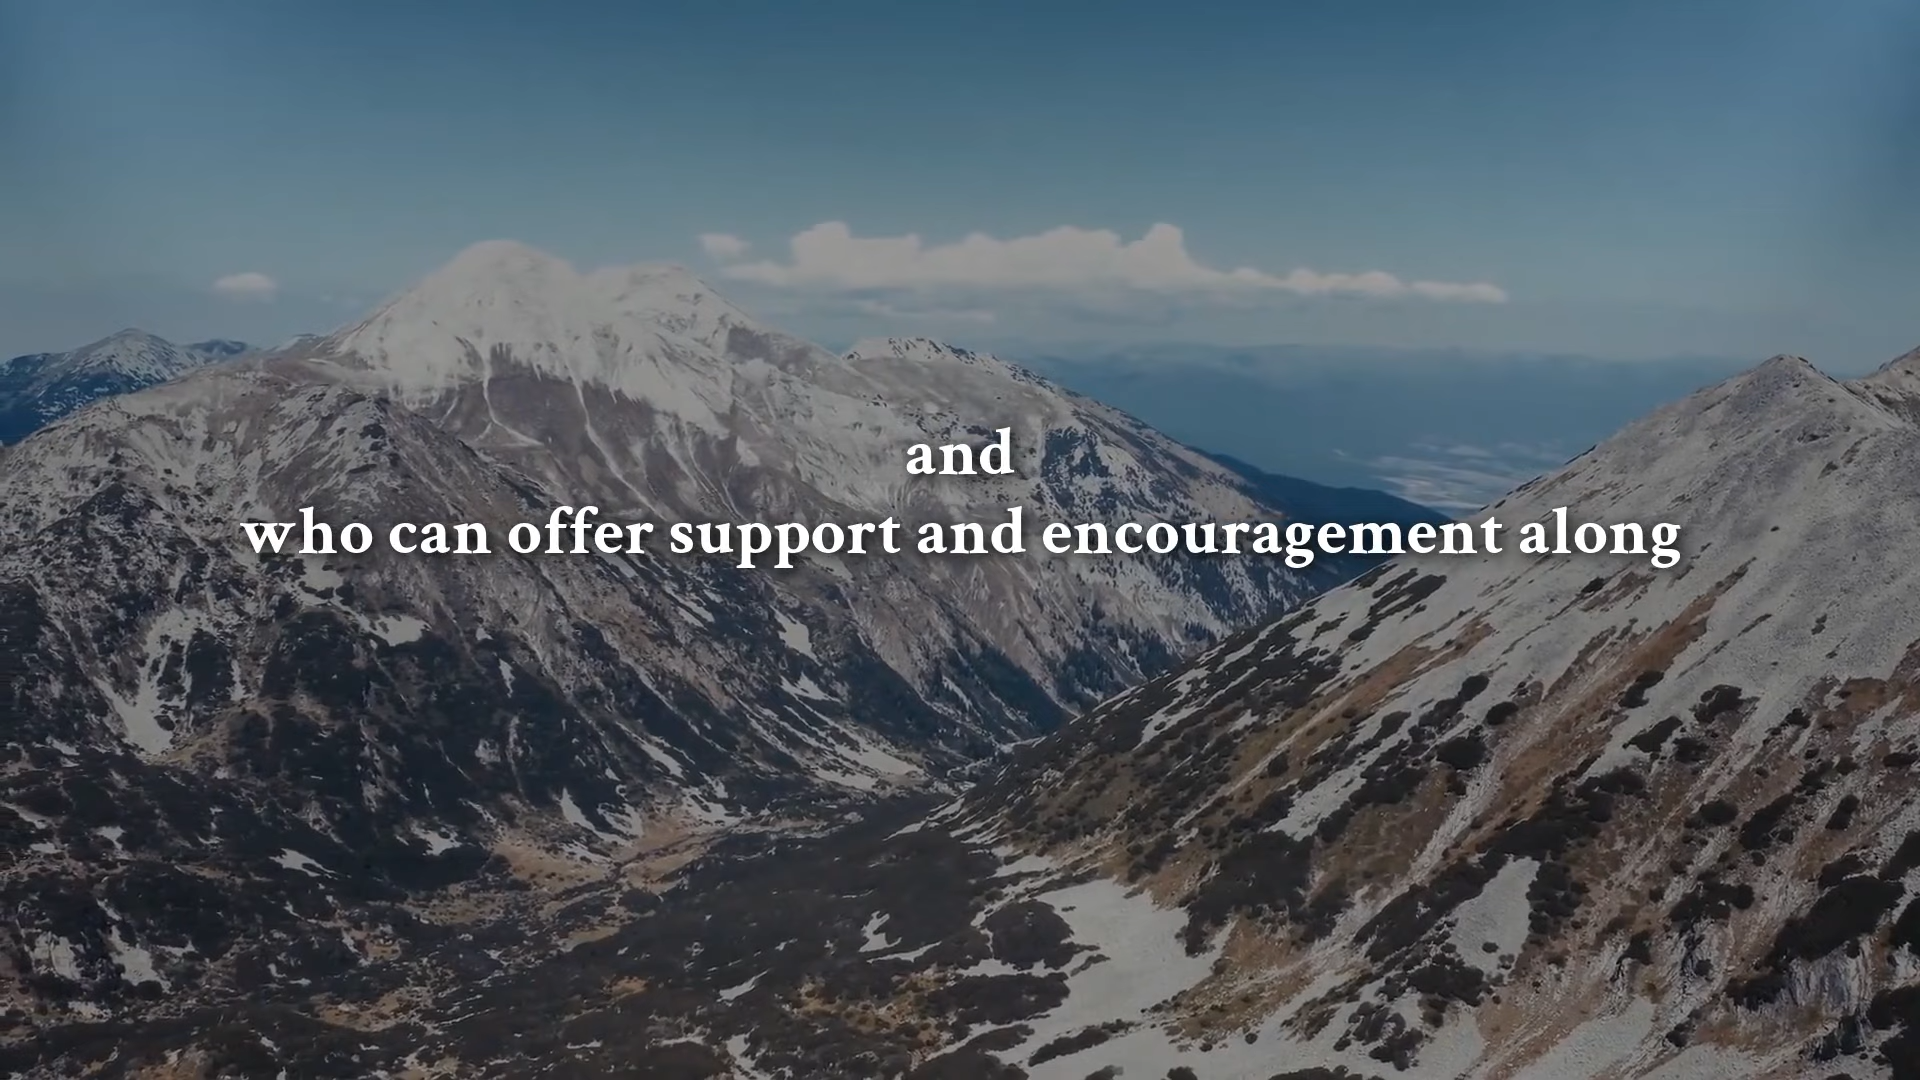 and
who can offer support and encouragement along